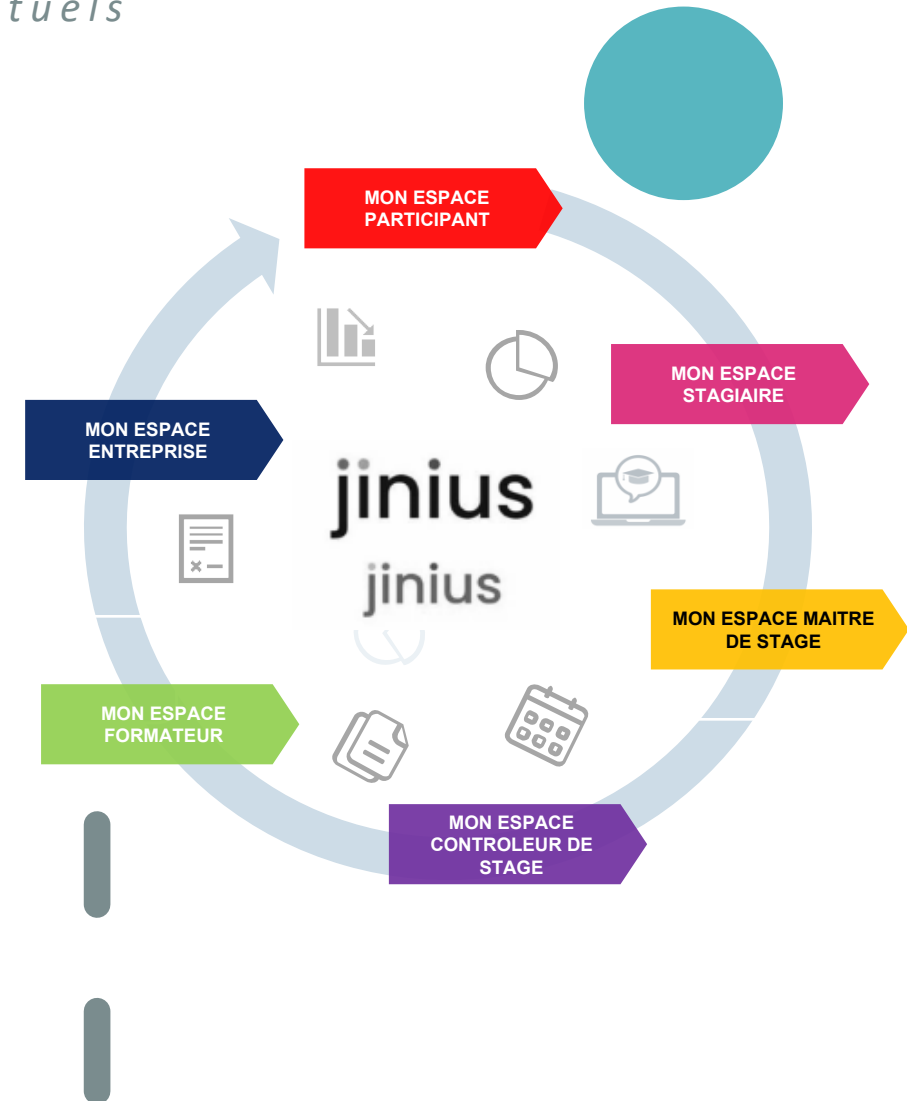 tuels
MON ESPACE
PARTICIPANT
MON ESPACE
STAGIAIRE
MON ESPACE
ENTREPRISE
jinius
jinius
MON ESPACE MAITRE
DE STAGE
MON ESPACE
FORMATEUR
MON ESPACE
CONTROLEUR DE
STAGE